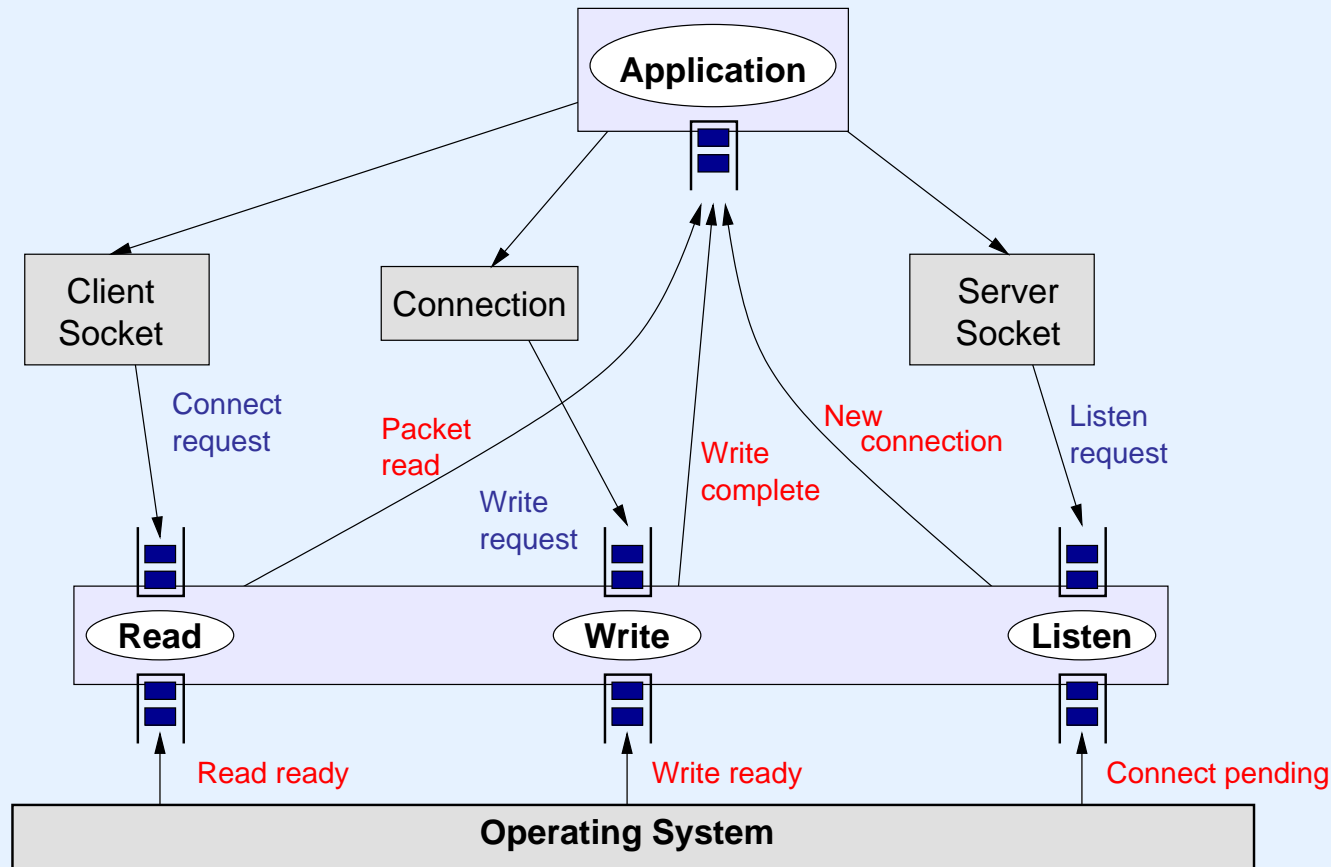 Application
Client
Socket
Connection
Server
Socket
Connect
request
Packet
read
Write
request
Write
complete
New
connection
Listen
request
Read
Write
Listen
Read ready
Write ready
Connect pending
Operating System